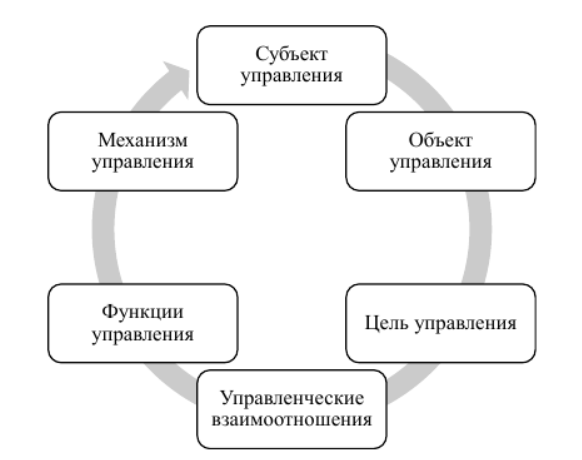 Субъект
управления
Объект
управления
Цель управления
Управленческие
взаимоотношения
Функции
управления
Механизм
управления